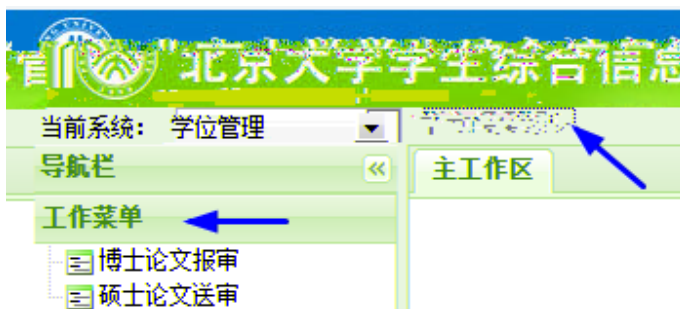 北京大学学生综合信息
当前系统： 学位管理
导航栏
主工作区
工作菜单
博士论文报审
硕士论文送审